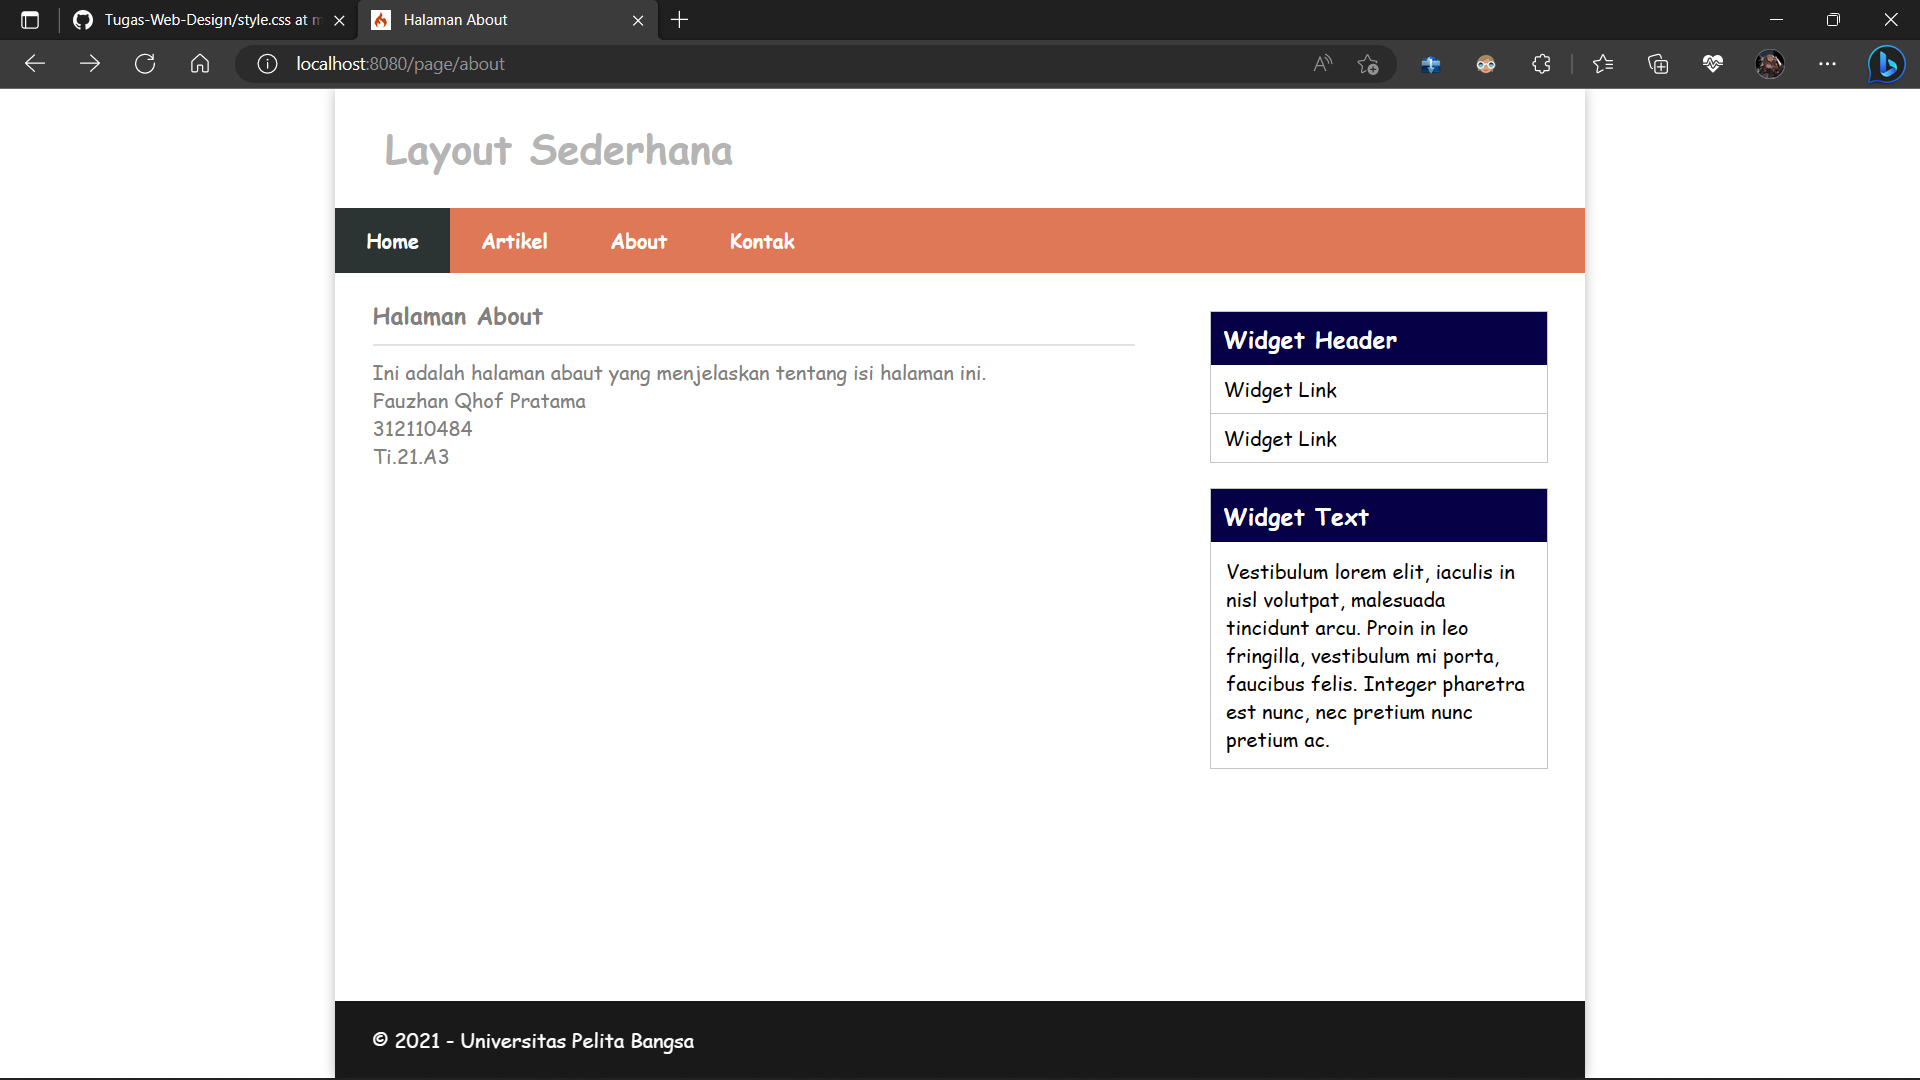 Tugas-Web-Design/style.css at m
Halaman About
localhost:8080/page/about
Layout Sederhana
Home Artikel About Kontak
Halaman About
Ini adalah halaman abaut yang menjelaskan tentang isi halaman ini.
Fauzhan Qhof Pratama
312110484
Ti.21.A3
Widget Header
Widget Link
Widget Link
Widget Text
Vestibulum lorem elit, iaculis in
nisl volutpat, malesuada
tincidunt arcu. Proin in leo
fringilla, vestibulum mi porta,
faucibus felis. Integer pharetra
est nunc, nec pretium nunc
pretium ac.
© 2021 - Universitas Pelita Bangsa